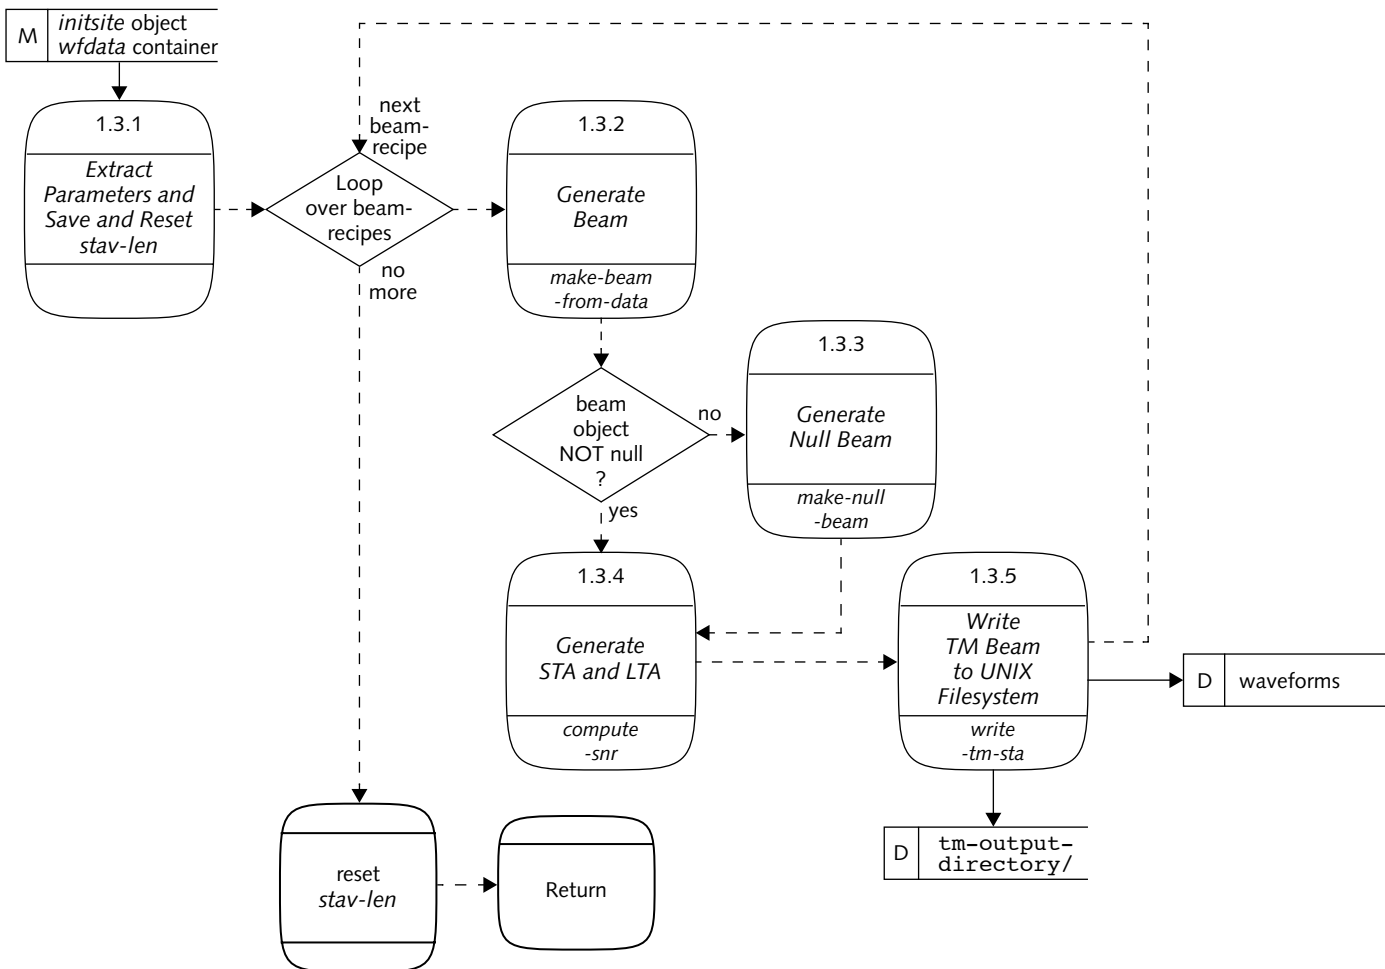 M
initsite object
wfdata container
1.3.1
Extract
Parameters and
Save and Reset
stav-len
next
beam-
recipe
Loop
over beam-
recipes
no
more
1.3.2
Generate
Beam
make-beam
-from-data
beam
object
NOT null
?
no
yes
1.3.3
Generate
Null Beam
make-null
-beam
1.3.4
Generate
STA and LTA
compute
-snr
1.3.5
Write
TM Beam
to UNIX
Filesystem
write
-tm-sta
D
waveforms
D
tm-output-
directory/
reset
stav-len
Return